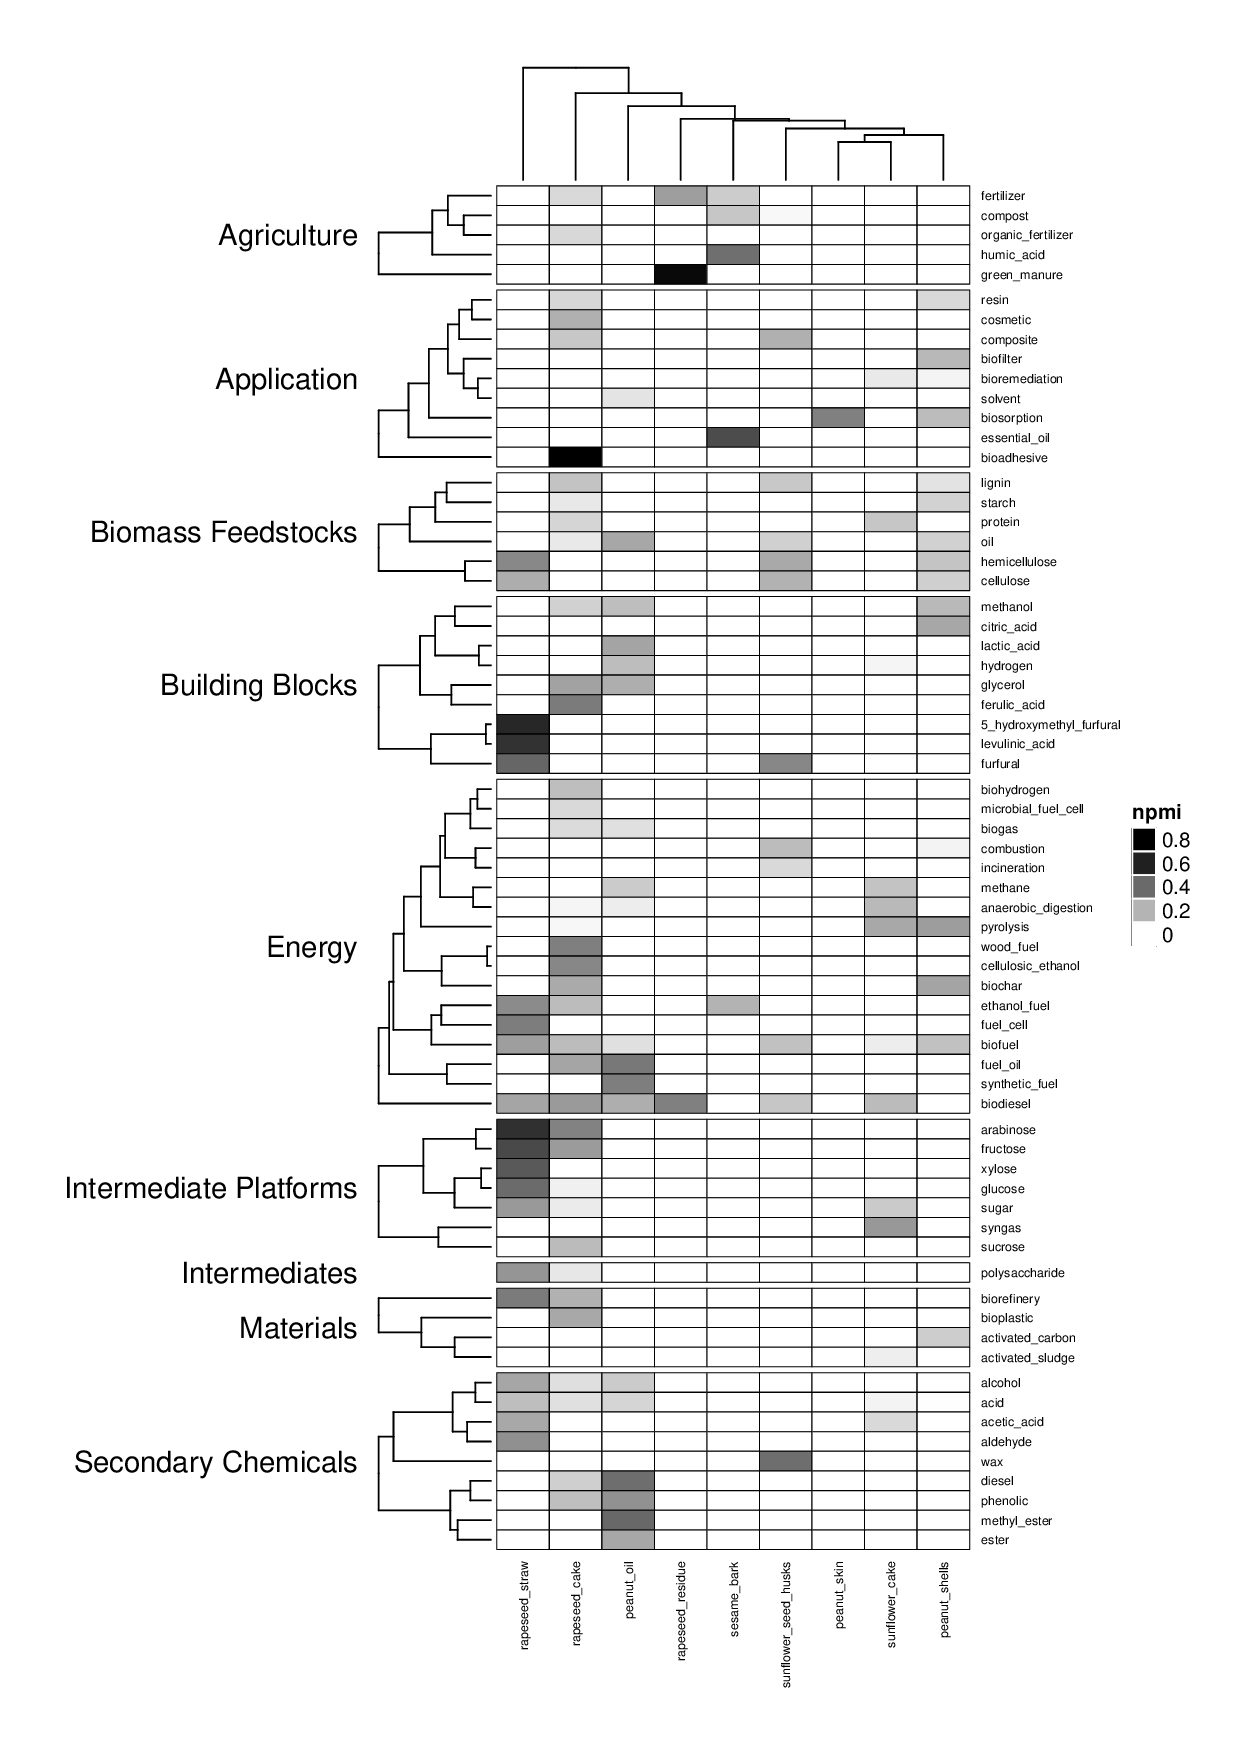 Agriculture
fertilizer
compost
organic_fertilizer
humic_acid
green_manure
Application
resin
cosmetic
composite
biofilter
bioremediation
solvent
biosorption
essential_oil
bioadhesive
Biomass Feedstocks
lignin
starch
protein
oil
hemicellulose
cellulose
Building Blocks
methanol
citric_acid
lactic_acid
hydrogen
glycerol
ferulic_acid
5_hydroxymethyl_furfural
levulinic_acid
furfural
Energy
biohydrogen
microbial_fuel_cell
biogas
combustion
incineration
methane
anaerobic_digestion
pyrolysis
wood_fuel
cellulosic_ethanol
biochar
ethanol_fuel
fuel_cell
biofuel
fuel_oil
synthetic_fuel
biodiesel
npmi
0.8
0.6
0.4
0.2
0
Intermediate Platforms
arabinose
fructose
xylose
glucose
sugar
syngas
sucrose
Intermediates
polysaccharide
Materials
biorefinery
bioplastic
activated_carbon
activated_sludge
Secondary Chemicals
alcohol
acid
acetic_acid
aldehyde
wax
diesel
phenolic
methyl_ester
ester
rapeseed_straw
rapeseed_cake
peanut_oil
rapeseed_residue
sesame_bark
sunflower_seed_husks
peanut_skin
sunflower_cake
peanut_shells